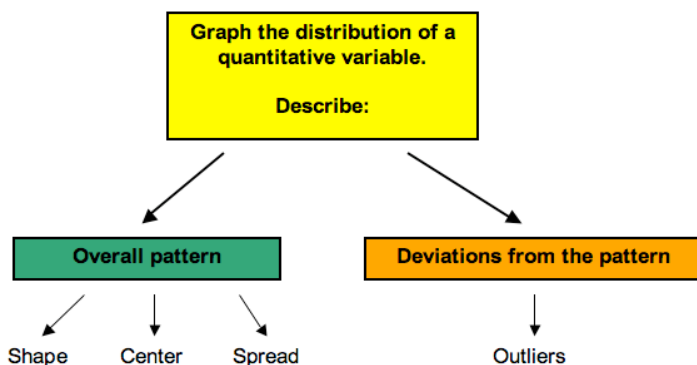 Graph the distribution of a
quantitative variable.
Describe:
Overall pattern
Deviations from the pattern
Shape
Center
Spread
Outliers